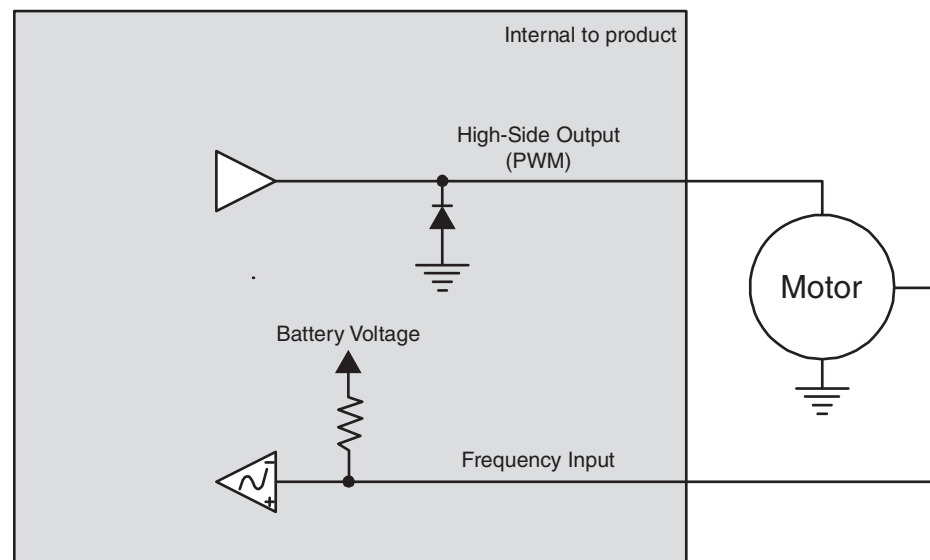 Internal to product
High-Side Output
(PWM)
Motor
Battery Voltage
Frequency Input
−
+